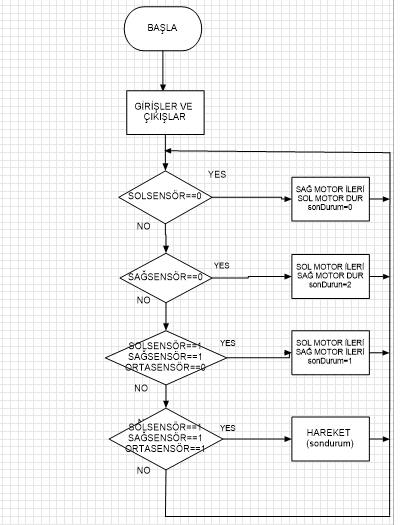 BAŞLA
GİRİŞLER VE
ÇIKIŞLAR
YES
SOLSENSÖR==0
SAĞ MOTOR İLERİ
SOL MOTOR DUR
sonDurum=0
NO
YES
SAĞSENSÖR==0
SOL MOTOR İLERİ
SAĞ MOTOR DUR
sonDurun=2
NO
YES
SOLSENSÖR==1
SAĞSENSÖR==1
ORTASENSÖR==0
SOL MOTOR İLERİ
SAĞ MOTOR İLERİ
sonDurum=1
NO
YES
SOLSENSÖR==1
SAĞSENSÖR==1
ORTASENSÖR==1
HAREKET
(sondurum)
NO